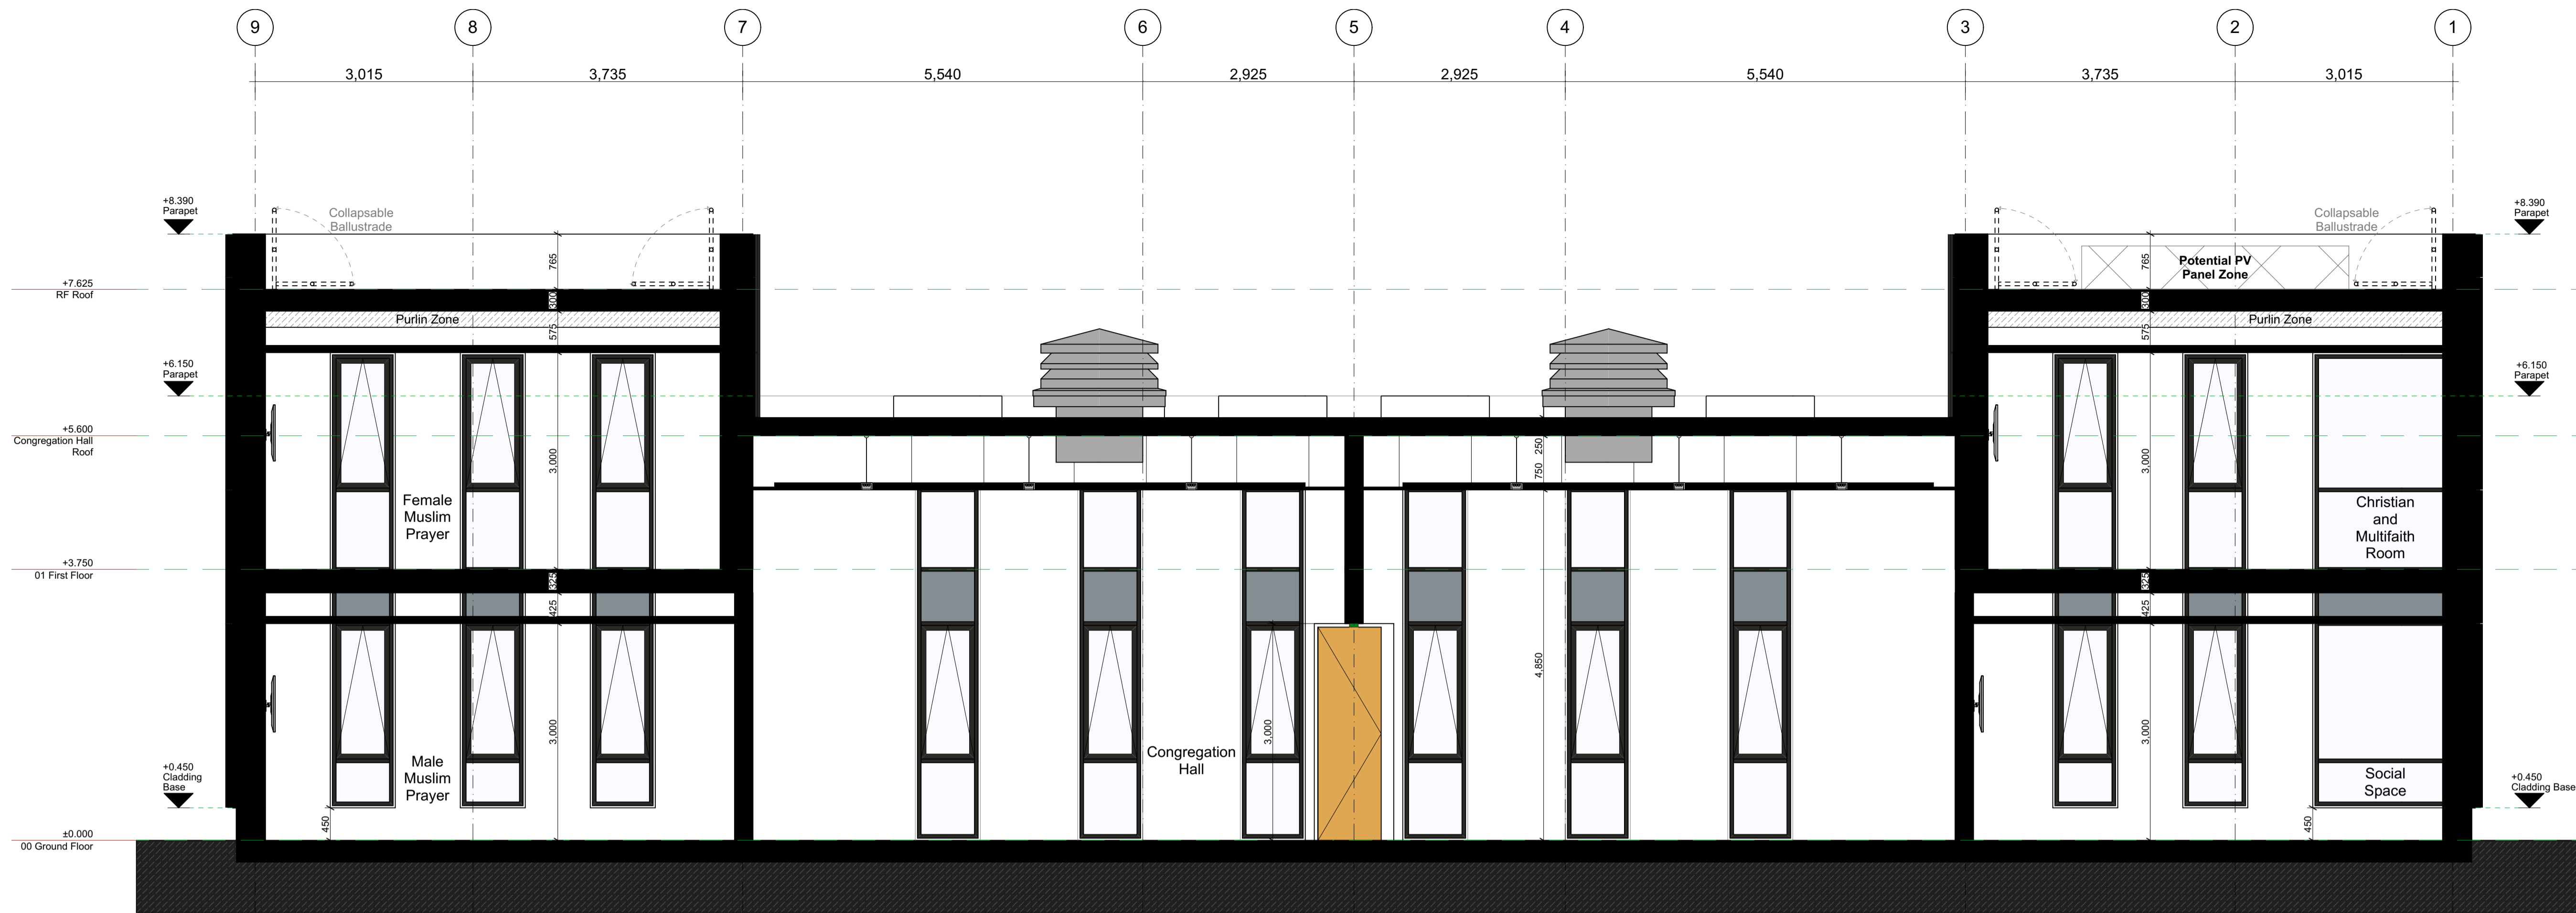 9 8 7 6 5 4 3 2 1
3,015 3,735 5,540 2,925 2,925 5,540 3,735 3,015
+8.390
Parapet
Collapsable
Ballustrade
Collapsable
Ballustrade
+8.390
Parapet
765
765
Potential PV
Panel Zone
+7.625
RF Roof
300
300
Purlin Zone
Purlin Zone
575
575
+6.150
Parapet
+6.150
Parapet
+5.600
Congregation Hall
Roof
250
750
3,000
3,000
Female
Muslim
Prayer
Christian
and
Multifaith
Room
+3.750
01 First Floor
325
325
425
425
4,850
3,000
3,000
3,000
Congregation
Hall
Male
Muslim
Prayer
Social
Space
+0.450
Cladding
Base
+0.450
Cladding Base
450
450
±0.000
00 Ground Floor